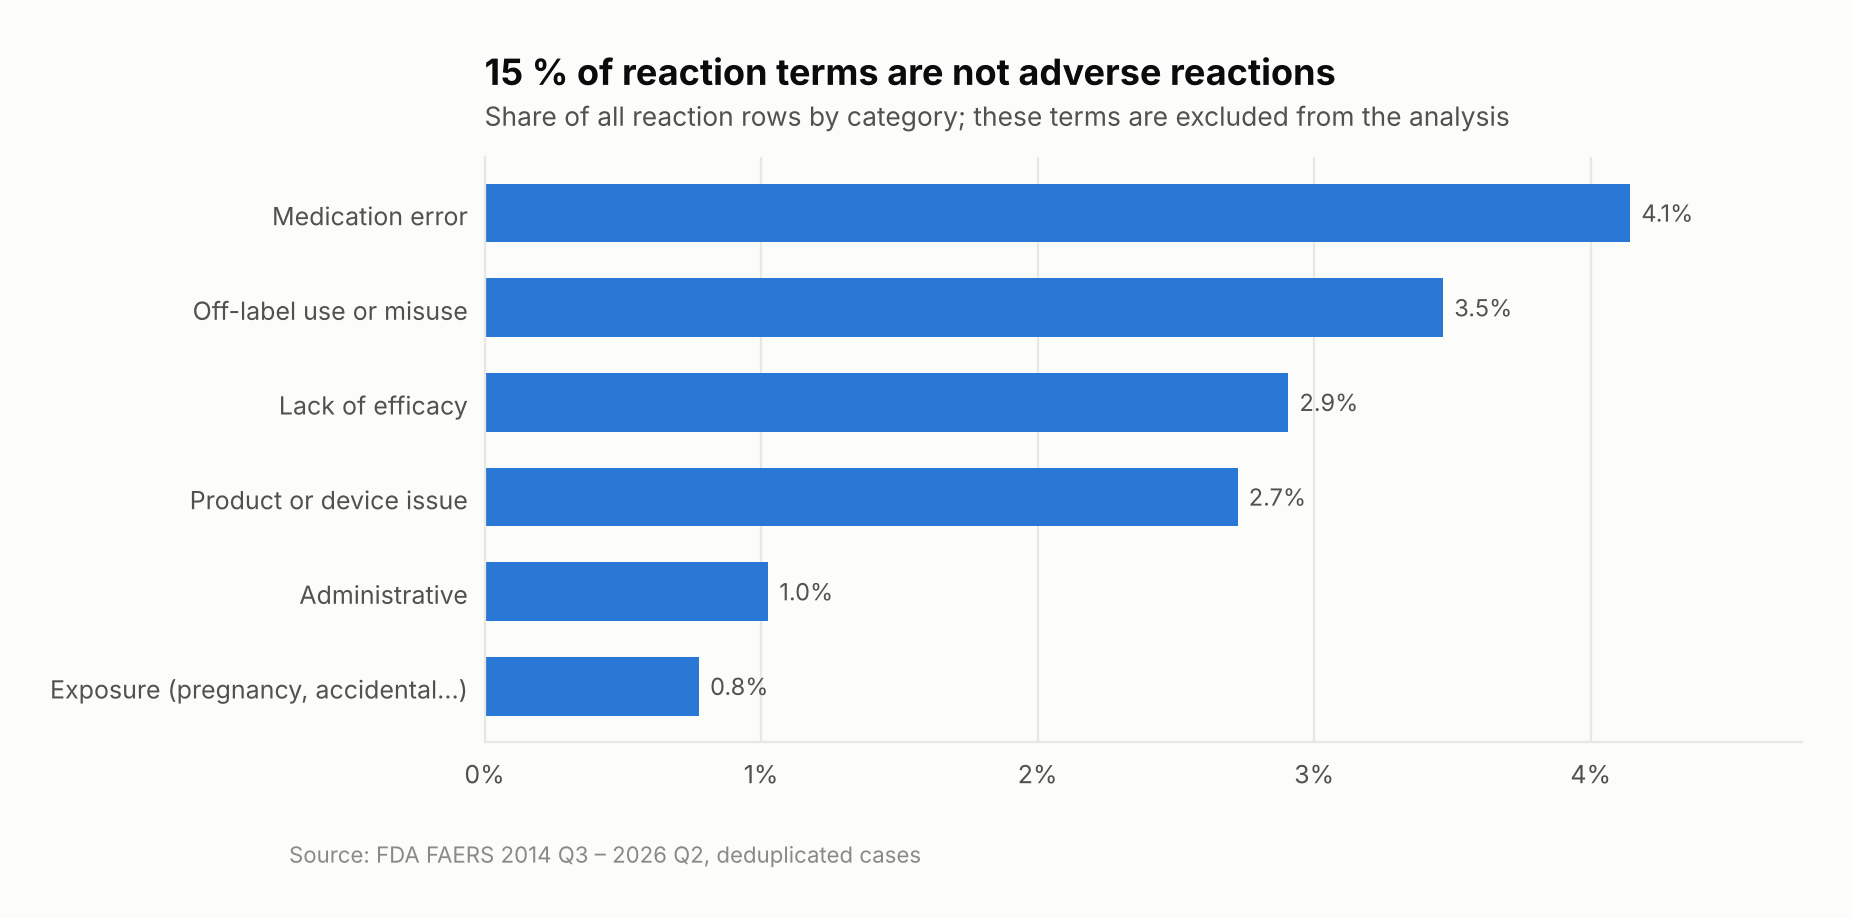 15 % of reaction terms are not adverse reactions
Share of all reaction rows by category; these terms are excluded from the analysis
Medication error
4.1%
Off-label use or misuse
3.5%
Lack of efficacy
2.9%
Product or device issue
2.7%
Administrative
1.0%
Exposure (pregnancy, accidental…)
0.8%
0%
1%
2%
3%
4%
Source: FDA FAERS 2014 Q3 – 2026 Q2, deduplicated cases